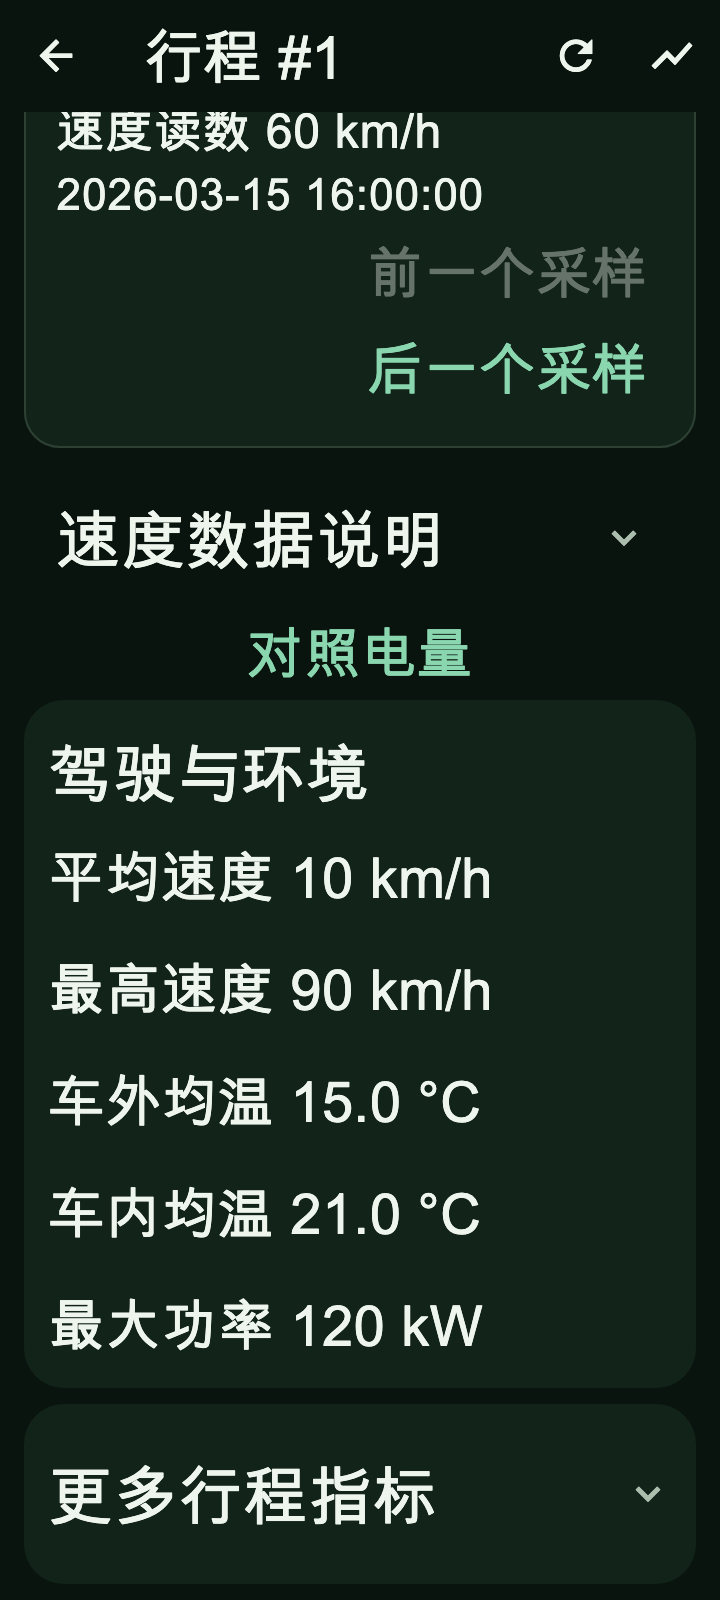 行程 #1
速度读数 60 km/h
2026-03-15 16:00:00
前一个采样
后一个采样
速度数据说明
对照电量
驾驶与环境
平均速度 10 km/h
最高速度 90 km/h
车外均温 15.0 °C
车内均温 21.0 °C
最大功率 120 kW
更多行程指标